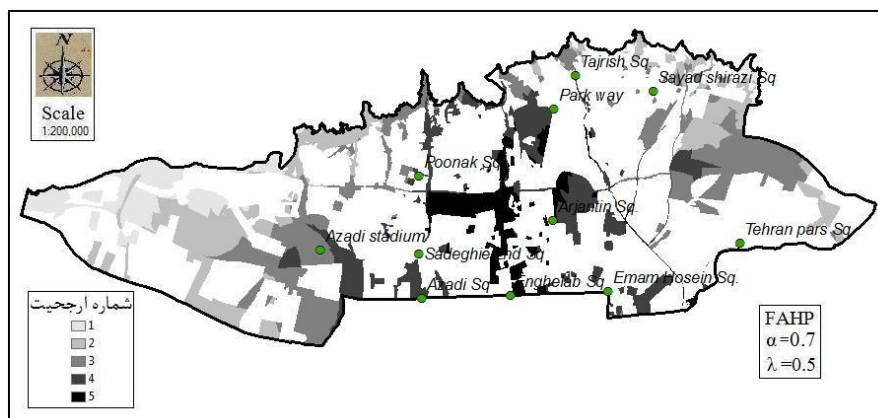 N
Scale
1:200,000
Tajrish Sq.
Sayad shirazi Sq
Park way
Poonak Sq
Arjantin Sq.
Azadi stadium
Sadeghie 2nd Sq
Tehran pars Sq
Azadi Sq
Enghelab Sq
Emam Hosein Sq.
شماره ارجحیت
1
2
3
4
5
FAHP
α=0.7
λ=0.5